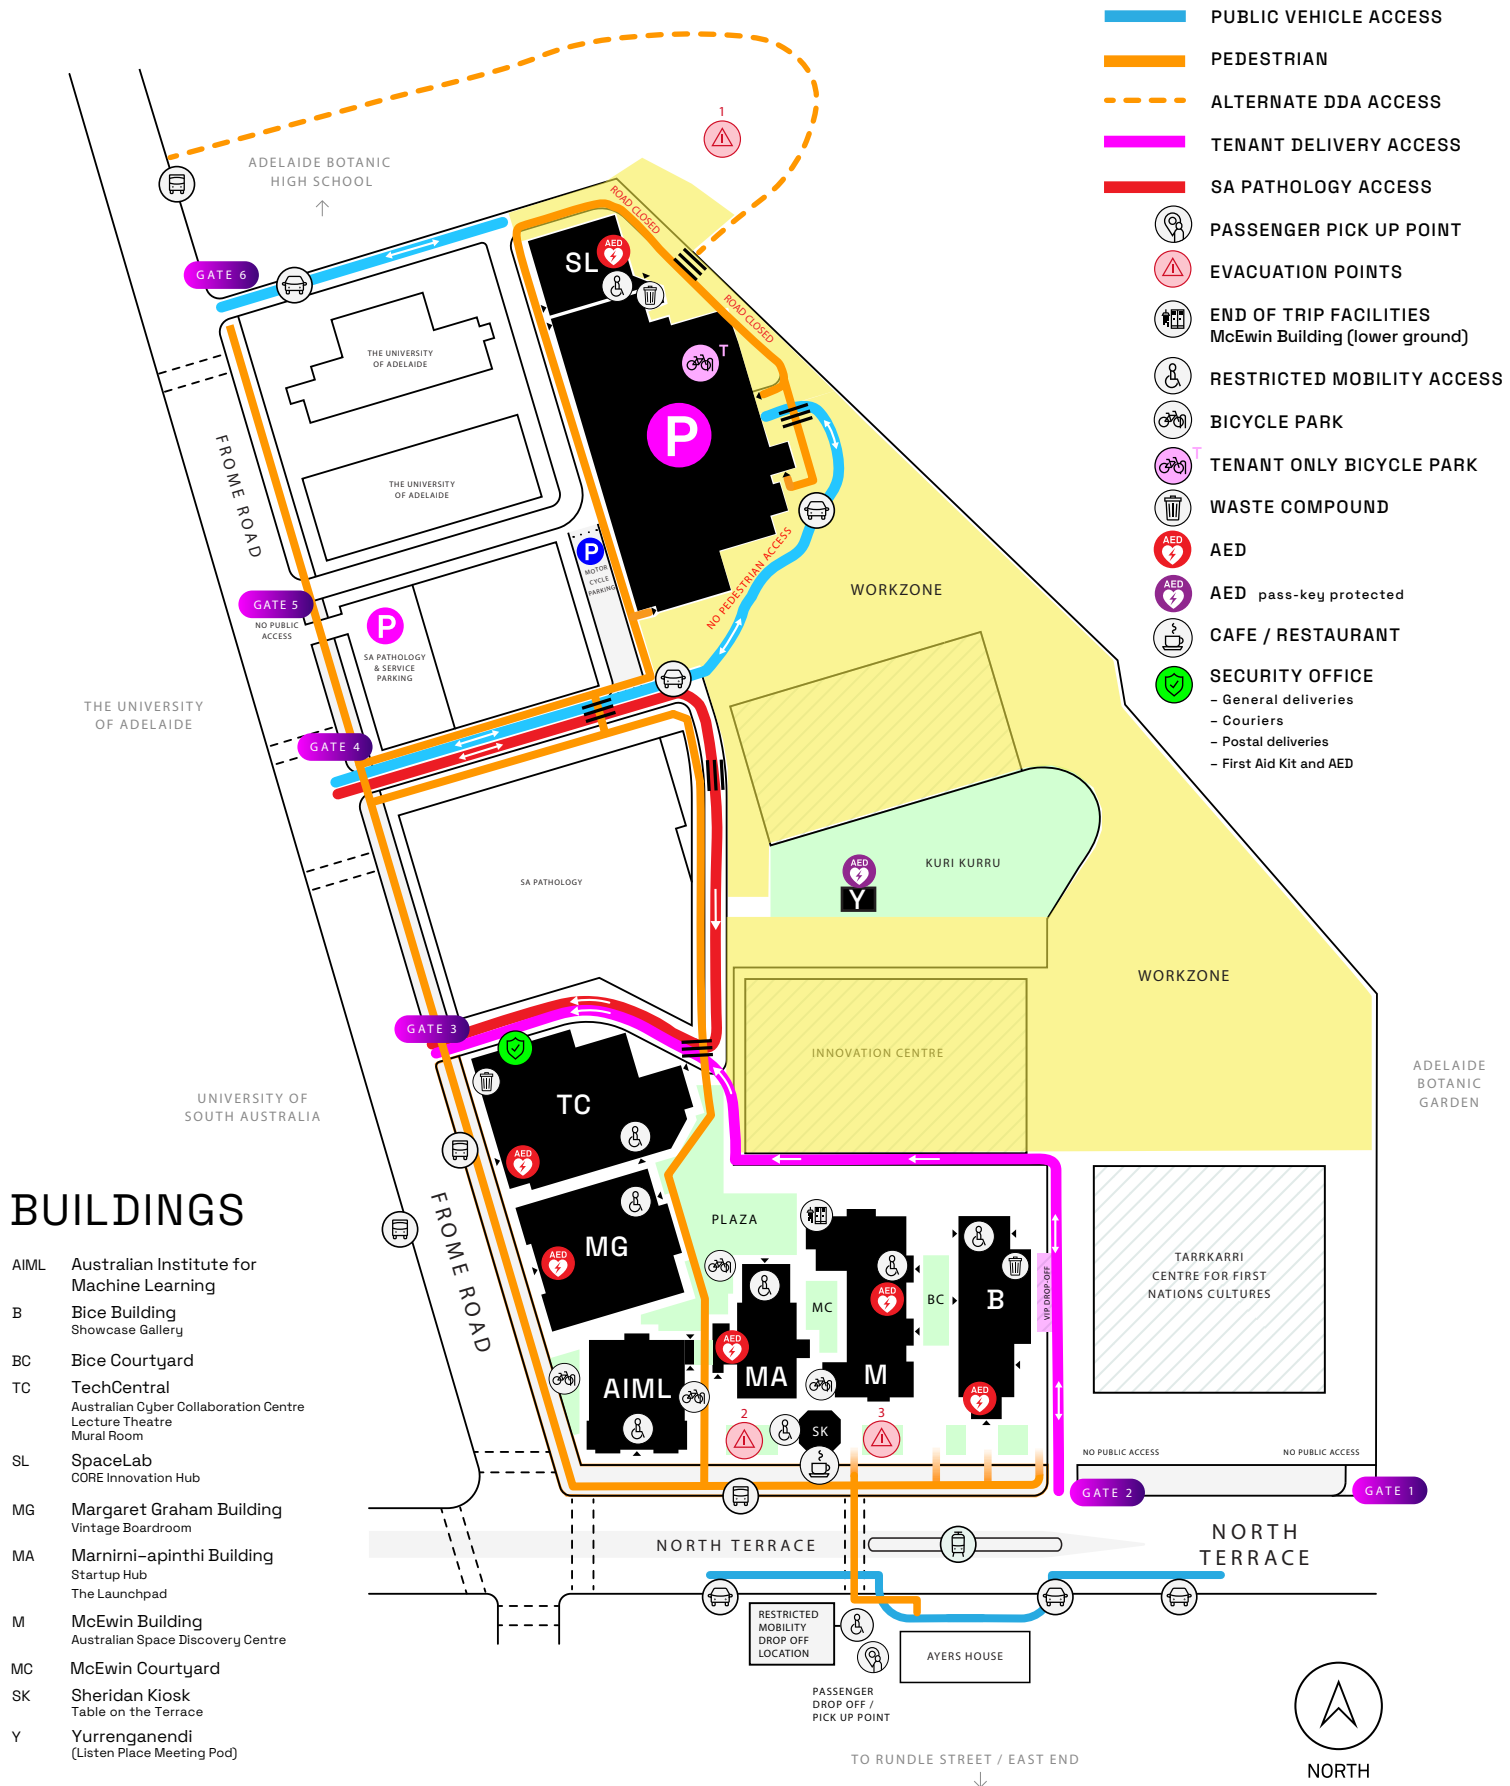 PUBLIC VEHICLE ACCESS
PEDESTRIAN
ALTERNATE DDA ACCESS
TENANT DELIVERY ACCESS
SA PATHOLOGY ACCESS
PASSENGER PICK UP POINT
EVACUATION POINTS
END OF TRIP FACILITIES
McEwin Building (lower ground)
RESTRICTED MOBILITY ACCESS
BICYCLE PARK
T
TENANT ONLY BICYCLE PARK
WASTE COMPOUND
AED
AED
AED
AED pass-key protected
CAFE / RESTAURANT
SECURITY OFFICE
– General deliveries
– Couriers
– Postal deliveries
– First Aid Kit and AED
1
ADELAIDE BOTANIC
HIGH SCHOOL
ROAD CLOSED
GATE 6
SL
AED
ROAD CLOSED
THE UNIVERSITY
OF ADELAIDE
T
P
FROME ROAD
THE UNIVERSITY
OF ADELAIDE
P
MOTOR
CYCLE
PARKING
NO PEDESTRIAN ACCESS
WORKZONE
GATE 5
NO PUBLIC
ACCESS
P
SA PATHOLOGY
& SERVICE
PARKING
THE UNIVERSITY
OF ADELAIDE
GATE 4
SA PATHOLOGY
AED
Y
KURI KURRU
WORKZONE
GATE 3
INNOVATION CENTRE
UNIVERSITY OF
SOUTH AUSTRALIA
TC
AED
ADELAIDE
BOTANIC
GARDEN
FROME ROAD
MG
AED
PLAZA
MC
AED
BC
B
VIP DROP-OFF
TARRKARRI
CENTRE FOR FIRST
NATIONS CULTURES
AIML
AED
MA
M
AED
2
SK
3
NO PUBLIC ACCESS
NO PUBLIC ACCESS
GATE 2
GATE 1
NORTH TERRACE
NORTH
TERRACE
RESTRICTED
MOBILITY
DROP OFF
LOCATION
AYERS HOUSE
PASSENGER
DROP OFF /
PICK UP POINT
TO RUNDLE STREET / EAST END
NORTH
BUILDINGS
AIML Australian Institute for
Machine Learning
B Bice Building
Showcase Gallery
BC Bice Courtyard
TC TechCentral
Australian Cyber Collaboration Centre
Lecture Theatre
Mural Room
SL SpaceLab
CORE Innovation Hub
MG Margaret Graham Building
Vintage Boardroom
MA Marnirni–apinthi Building
Startup Hub
The Launchpad
M McEwin Building
Australian Space Discovery Centre
MC McEwin Courtyard
SK Sheridan Kiosk
Table on the Terrace
Y Yurrenganendi
(Listen Place Meeting Pod)